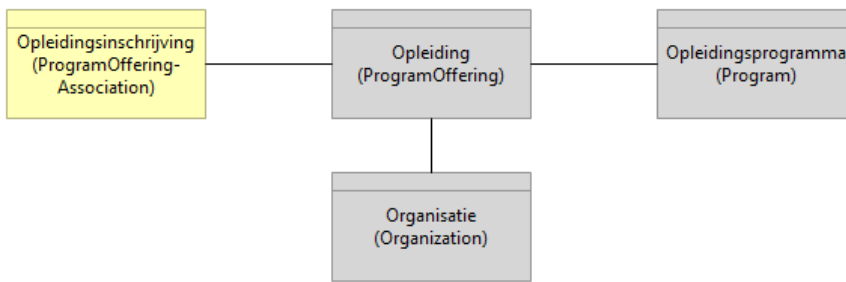 Opleidingsinschrijving
(ProgramOffering-
Association)
Opleiding
(ProgramOffering)
Opleidingsprogramma
(Program)
Organisatie
(Organization)